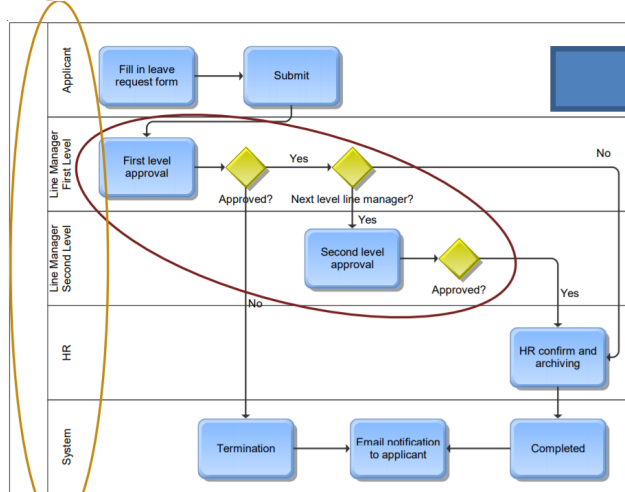 Applicant
Fill in leave
request form
Submit
Line Manager
First Level
First level
approval
Approved?
Yes
Next level line manager?
No
Yes
Line Manager
Second Level
Second level
approval
Approved?
Yes
No
HR
HR confirm and
archiving
System
Termination
Email notification
to applicant
Completed